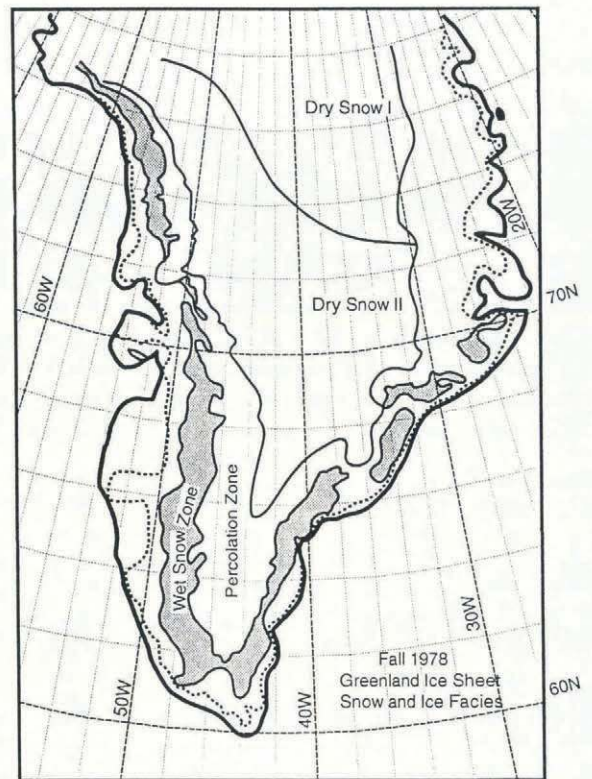 Dry Snow I
20W
70N
60W
Dry Snow II
Wet Snow Zone
Percolation Zone
30W
Fall 1978
Greenland Ice Sheet
Snow and Ice Facies
60N
50W
40W